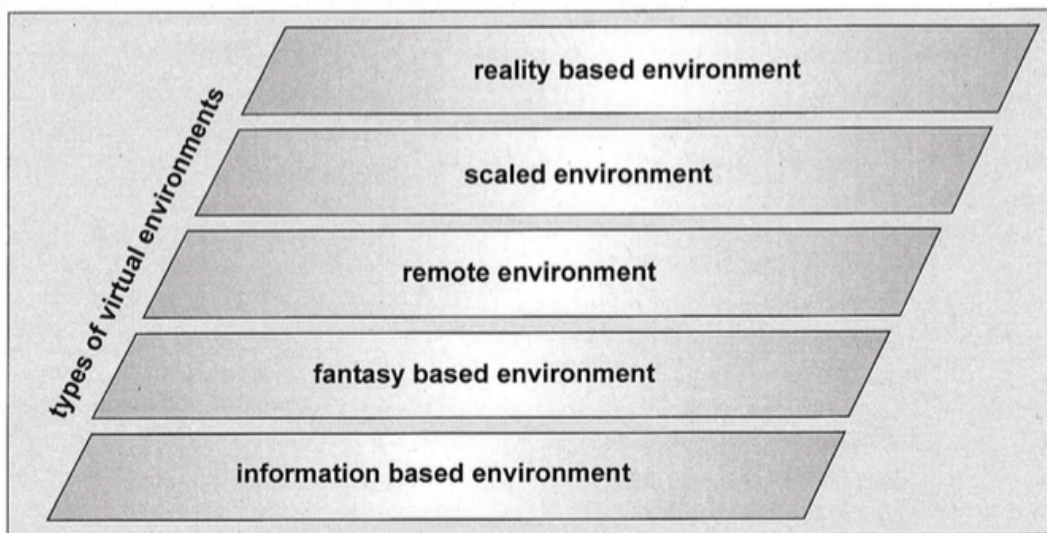 types of virtual environments
reality based environment
scaled environment
remote environment
fantasy based environment
information based environment